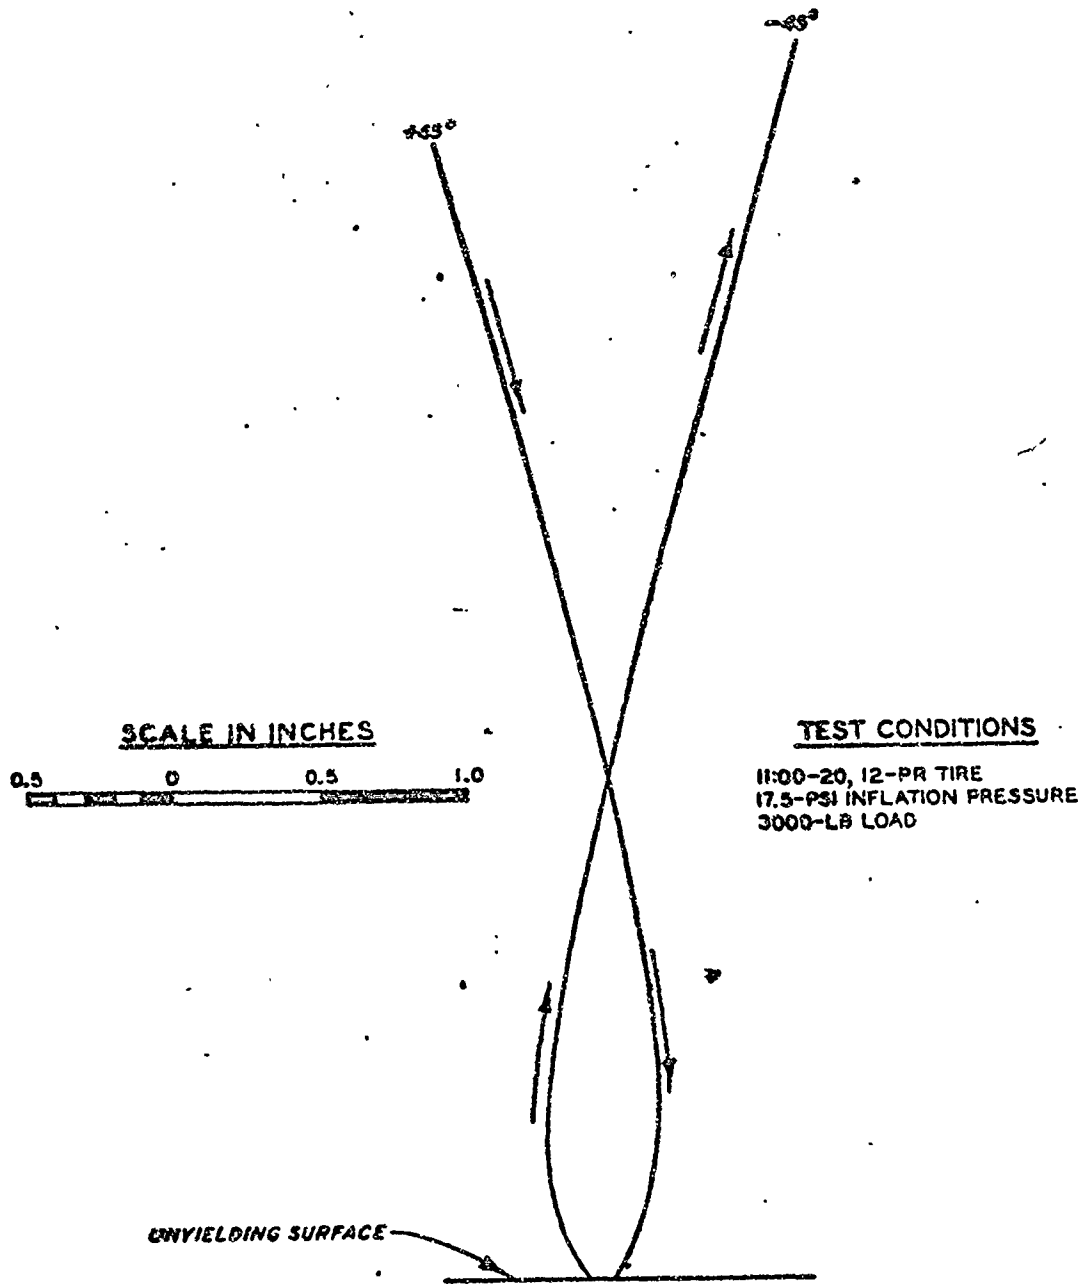 SCALE IN INCHES
0.5 0 0.5 1.0
TEST CONDITIONS
11:00-20, 12-PR TIRE
17.5-PSI INFLATION PRESSURE
3000-LB LOAD
UNYIELDING SURFACE